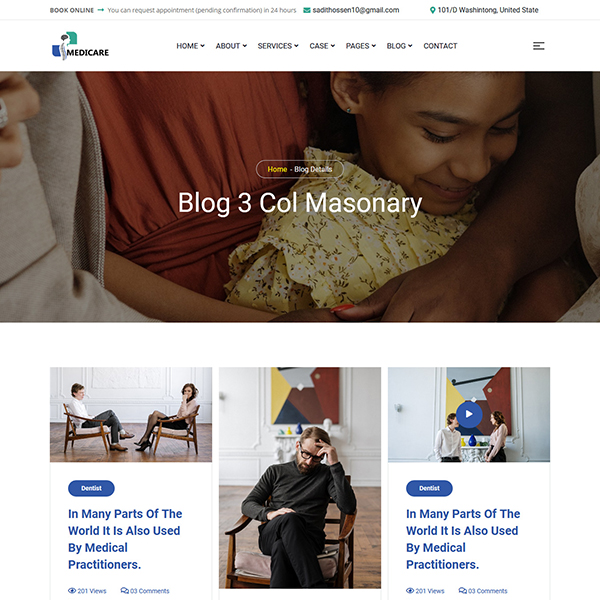 BOOK ONLINE You can request appointment (pending confirmation) in 24 hours sadithossen10@gmail.com 101/D Washintong, United State
MEDICARE HOME ABOUT SERVICES CASE PAGES BLOG CONTACT
Home - Blog Details
Blog 3 Col Masonary
Dentist
In Many Parts Of The
World It Is Also Used
By Medical
Practitioners.
201 Views 03 Comments
Dentist
In Many Parts Of The
World It Is Also Used
By Medical
Practitioners.
201 Views 03 Comments